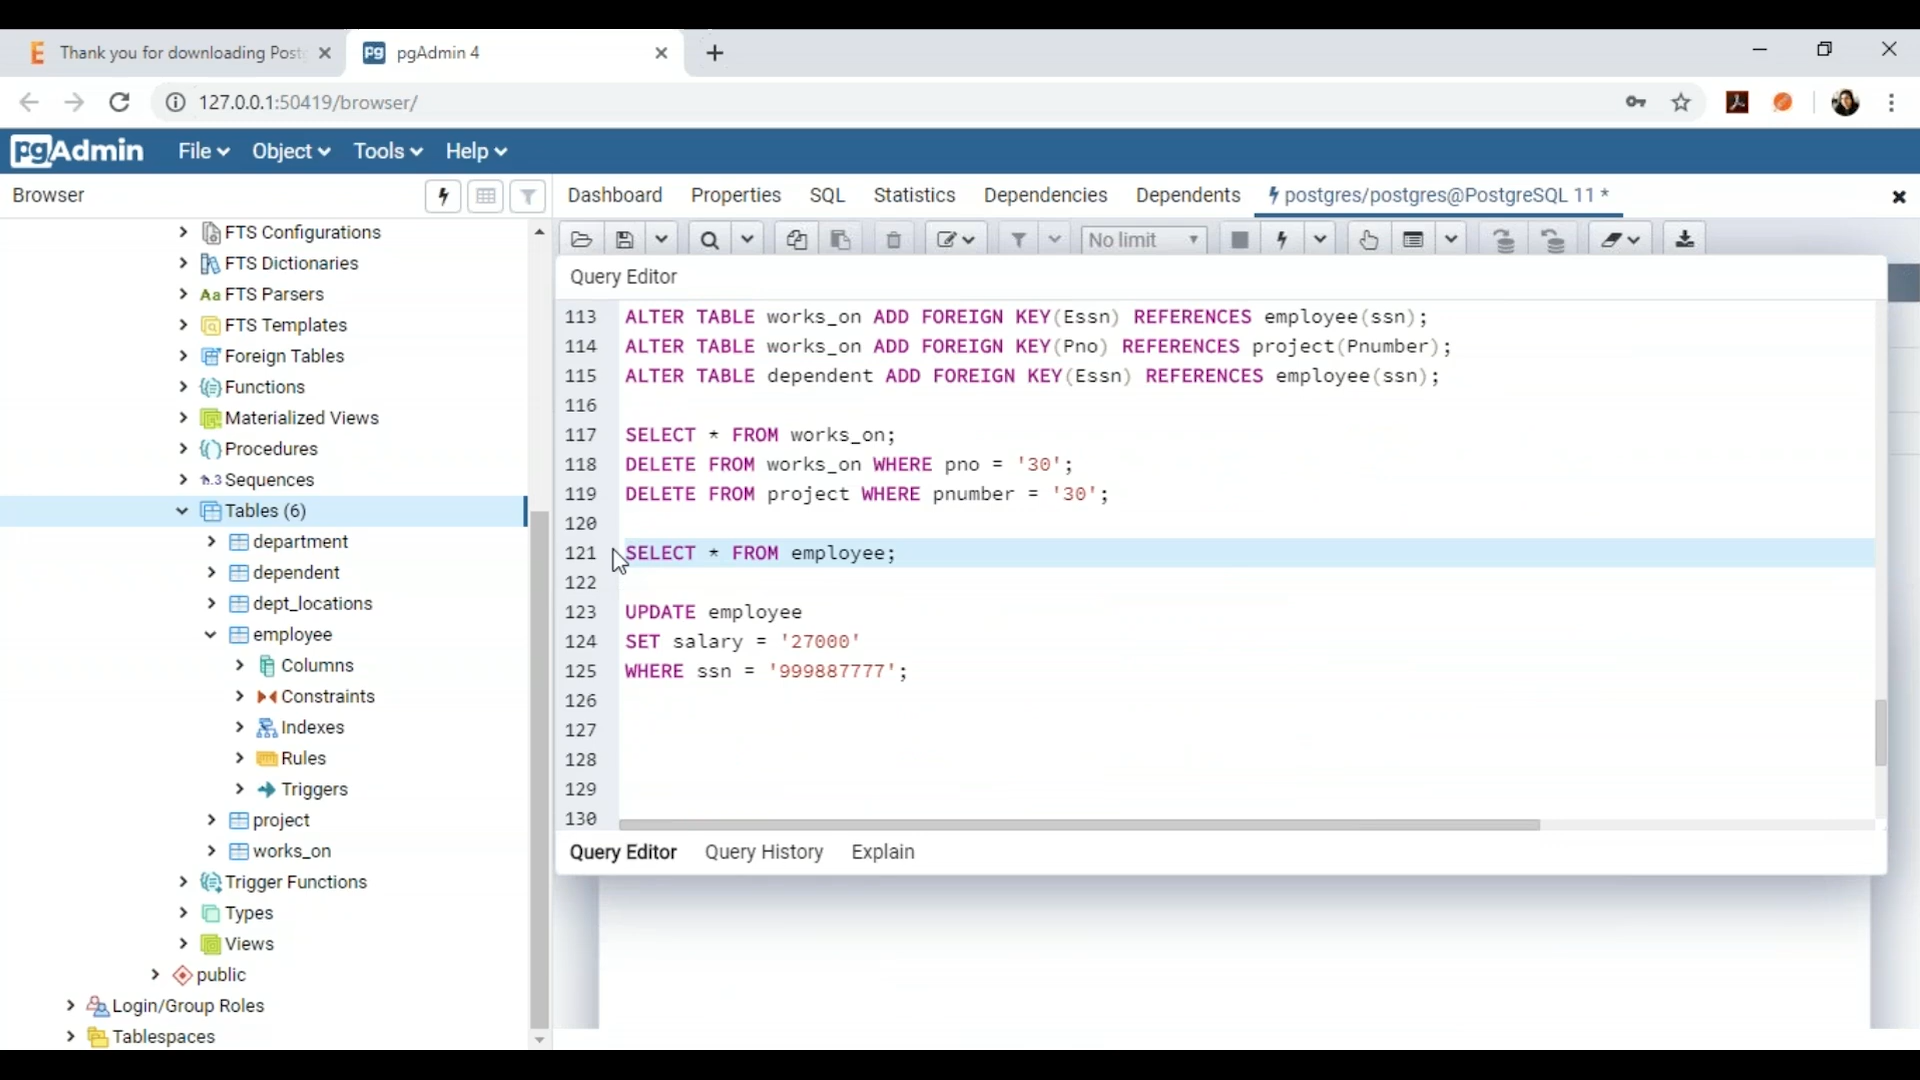 Thank you for downloading Post
pgAdmin 4
127.0.0.1:50419/browser/
pgAdmin
File
Object
Tools
Help
Browser
Dashboard
Properties
SQL
Statistics
Dependencies
Dependents
postgres/postgres@PostgreSQL 11 *
No limit
FTS Configurations
FTS Dictionaries
FTS Parsers
FTS Templates
Foreign Tables
Functions
Materialized Views
Procedures
Sequences
Tables (6)
department
dependent
dept_locations
employee
Columns
Constraints
Indexes
Rules
Triggers
project
works_on
Trigger Functions
Types
Views
public
Login/Group Roles
Tablespaces
Query Editor
113 ALTER TABLE works_on ADD FOREIGN KEY(Essn) REFERENCES employee(ssn);
114 ALTER TABLE works_on ADD FOREIGN KEY(Pno) REFERENCES project(Pnumber);
115 ALTER TABLE dependent ADD FOREIGN KEY(Essn) REFERENCES employee(ssn);
116
117 SELECT * FROM works_on;
118 DELETE FROM works_on WHERE pno = '30';
119 DELETE FROM project WHERE pnumber = '30';
120
121 SELECT * FROM employee;
122
123 UPDATE employee
124 SET salary = '27000'
125 WHERE ssn = '999887777';
126
127
128
129
130
Query Editor
Query History
Explain